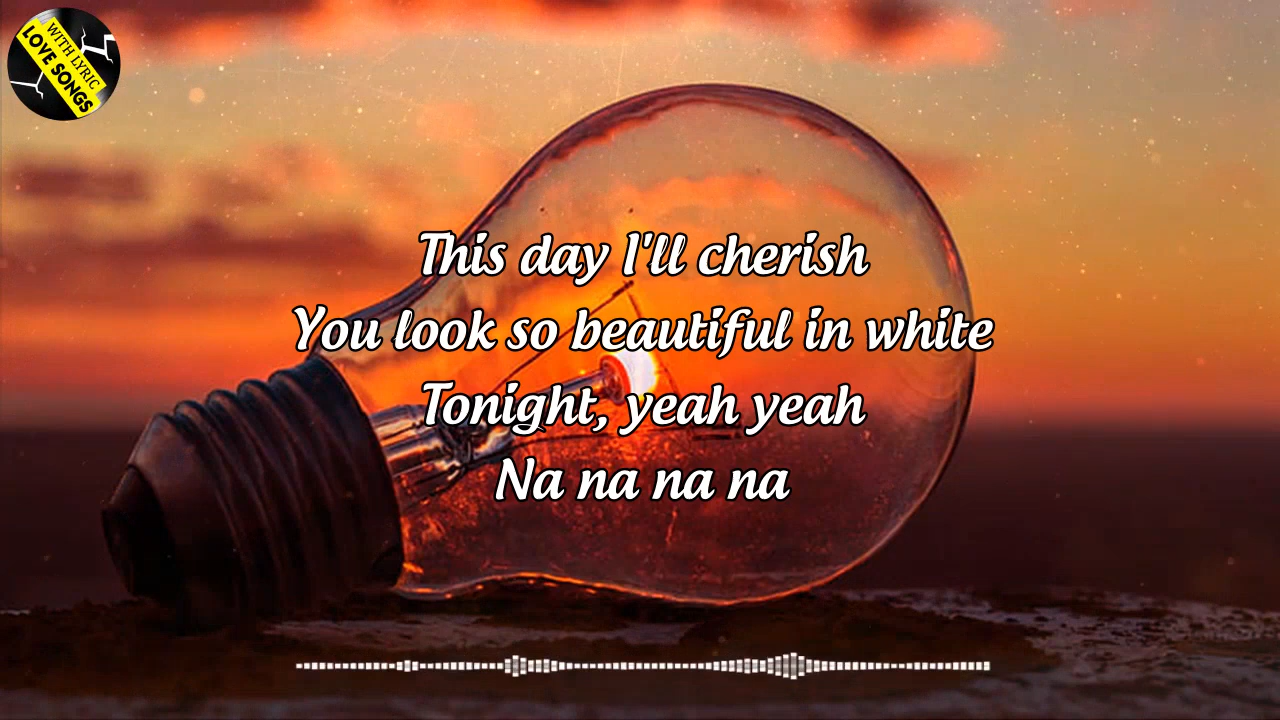 WITH LYRIC
LOVE SONGS
This day I'll cherish
You look so beautiful in white
Tonight, yeah yeah
Na na na na